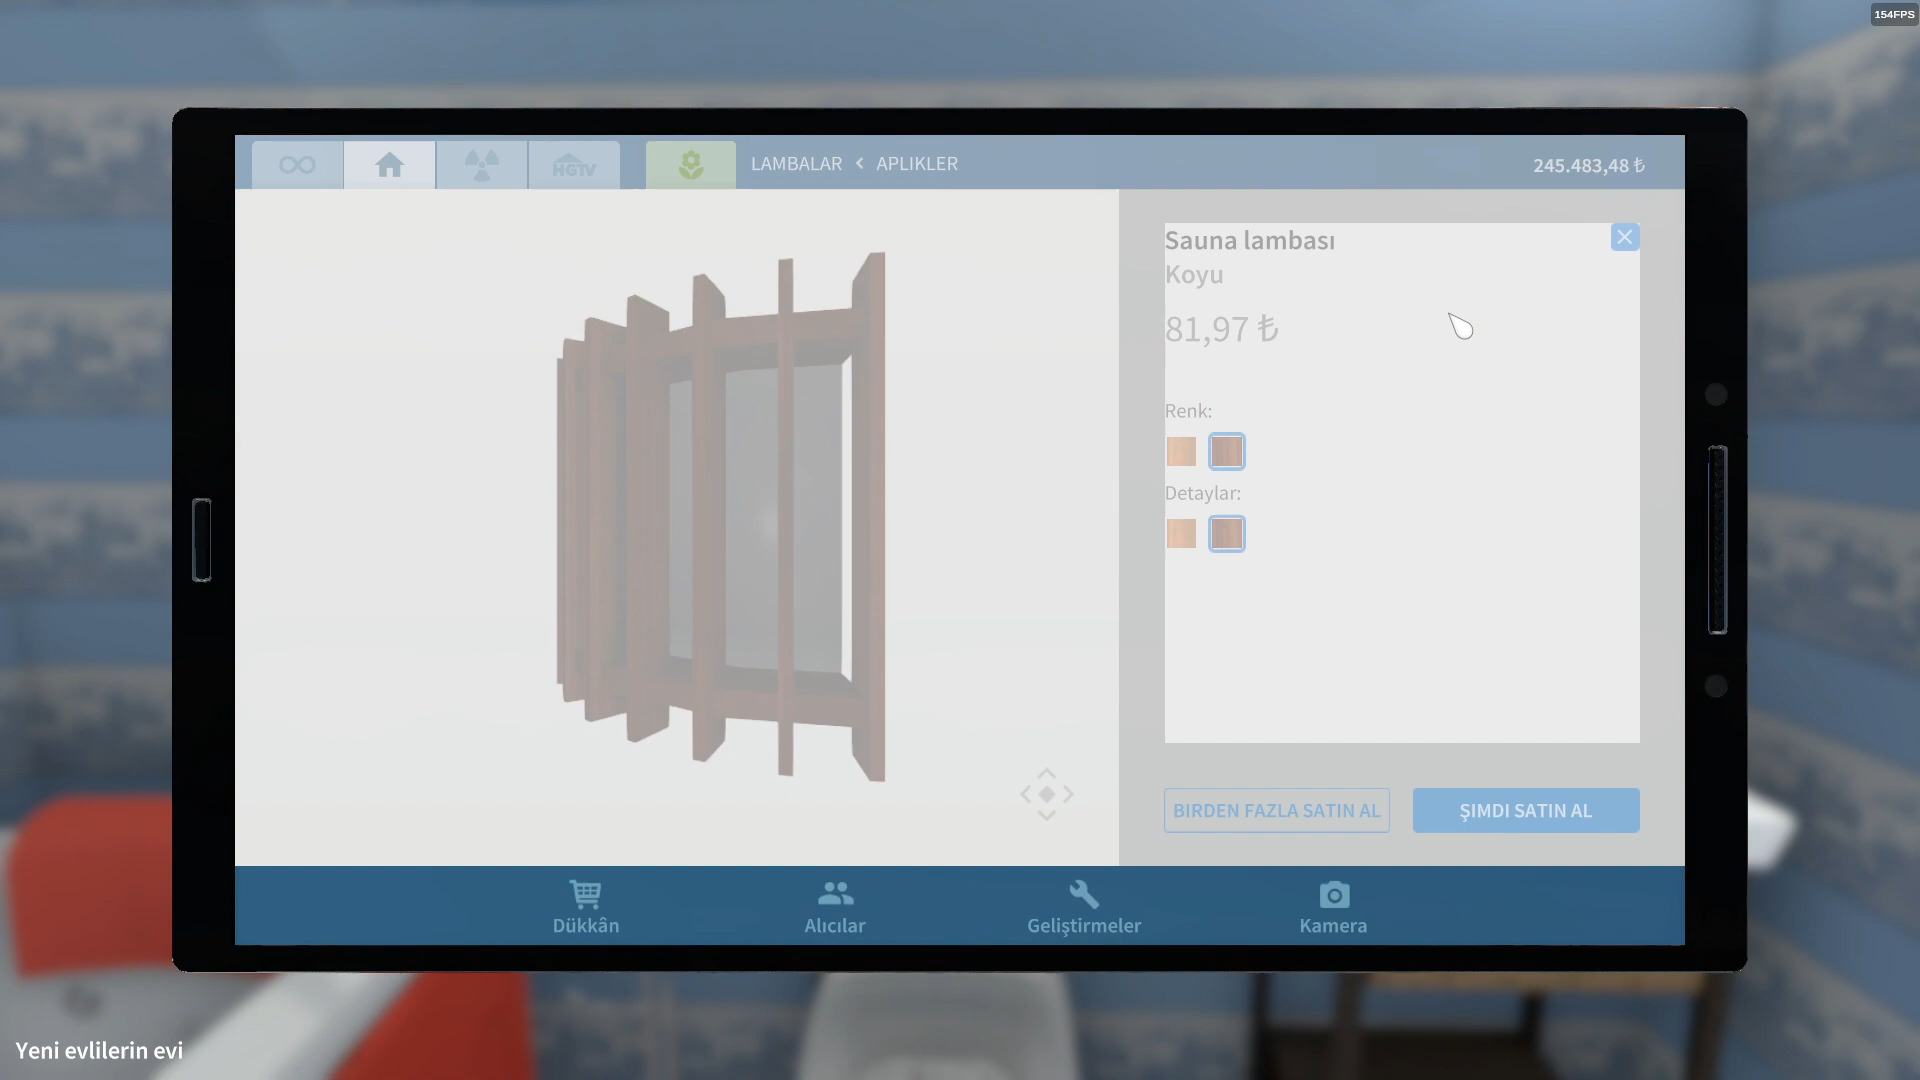 154FPS
HGTV
LAMBALAR < APLIKLER
245.483,48 ₺
Sauna lambası
Koyu
81,97 ₺
Renk:
Detaylar:
BIRDEN FAZLA SATIN AL
ŞIMDI SATIN AL
Dükkân
Alıcılar
Geliştirmeler
Kamera
Yeni evlilerin evi